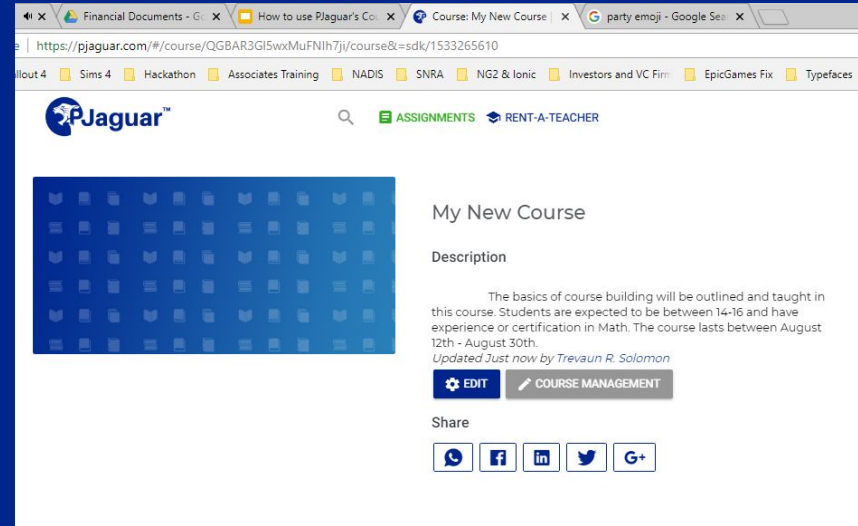 Financial Documents - Go
How to use PJaguar's Cou
Course: My New Course |
party emoji - Google Sea
https://pjaguar.com/#/course/QGBAR3GI5wxMuFNIh7ji/course&=sdk/1533265610
allout 4
Sims 4
Hackathon
Associates Training
NADIS
SNRA
NG2 & Ionic
Investors and VC Firm
EpicGames Fix
Typefaces
PJaguar™
ASSIGNMENTS
RENT-A-TEACHER
My New Course
Description
The basics of course building will be outlined and taught in
this course. Students are expected to be between 14-16 and have
experience or certification in Math. The course lasts between August
12th - August 30th.
Updated Just now by Trevaun R. Solomon
EDIT
COURSE MANAGEMENT
Share
G+